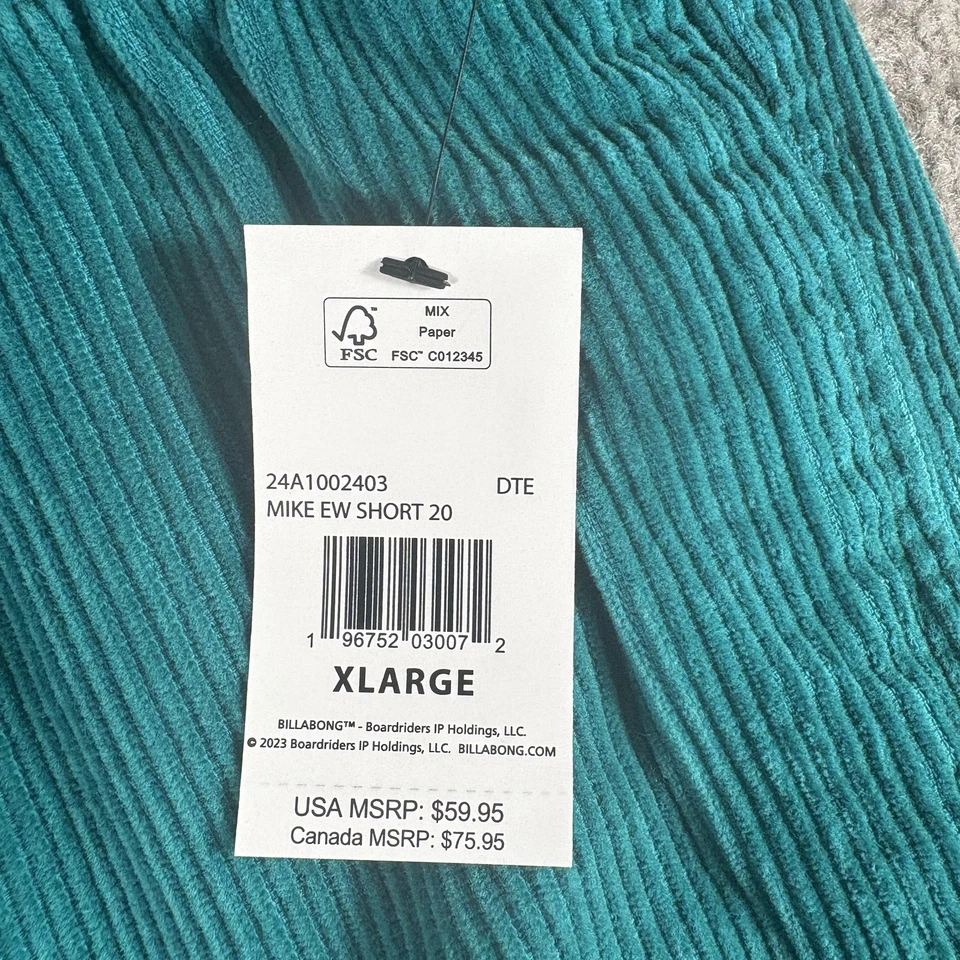 MIX
Paper
FSC™ C012345
FSC™
24A1002403 DTE
MIKE EW SHORT 20
1 96752 03007 2
XLARGE
BILLABONG™ - Boardriders IP Holdings, LLC.
© 2023 Boardriders IP Holdings, LLC. BILLABONG.COM
USA MSRP: $59.95
Canada MSRP: $75.95